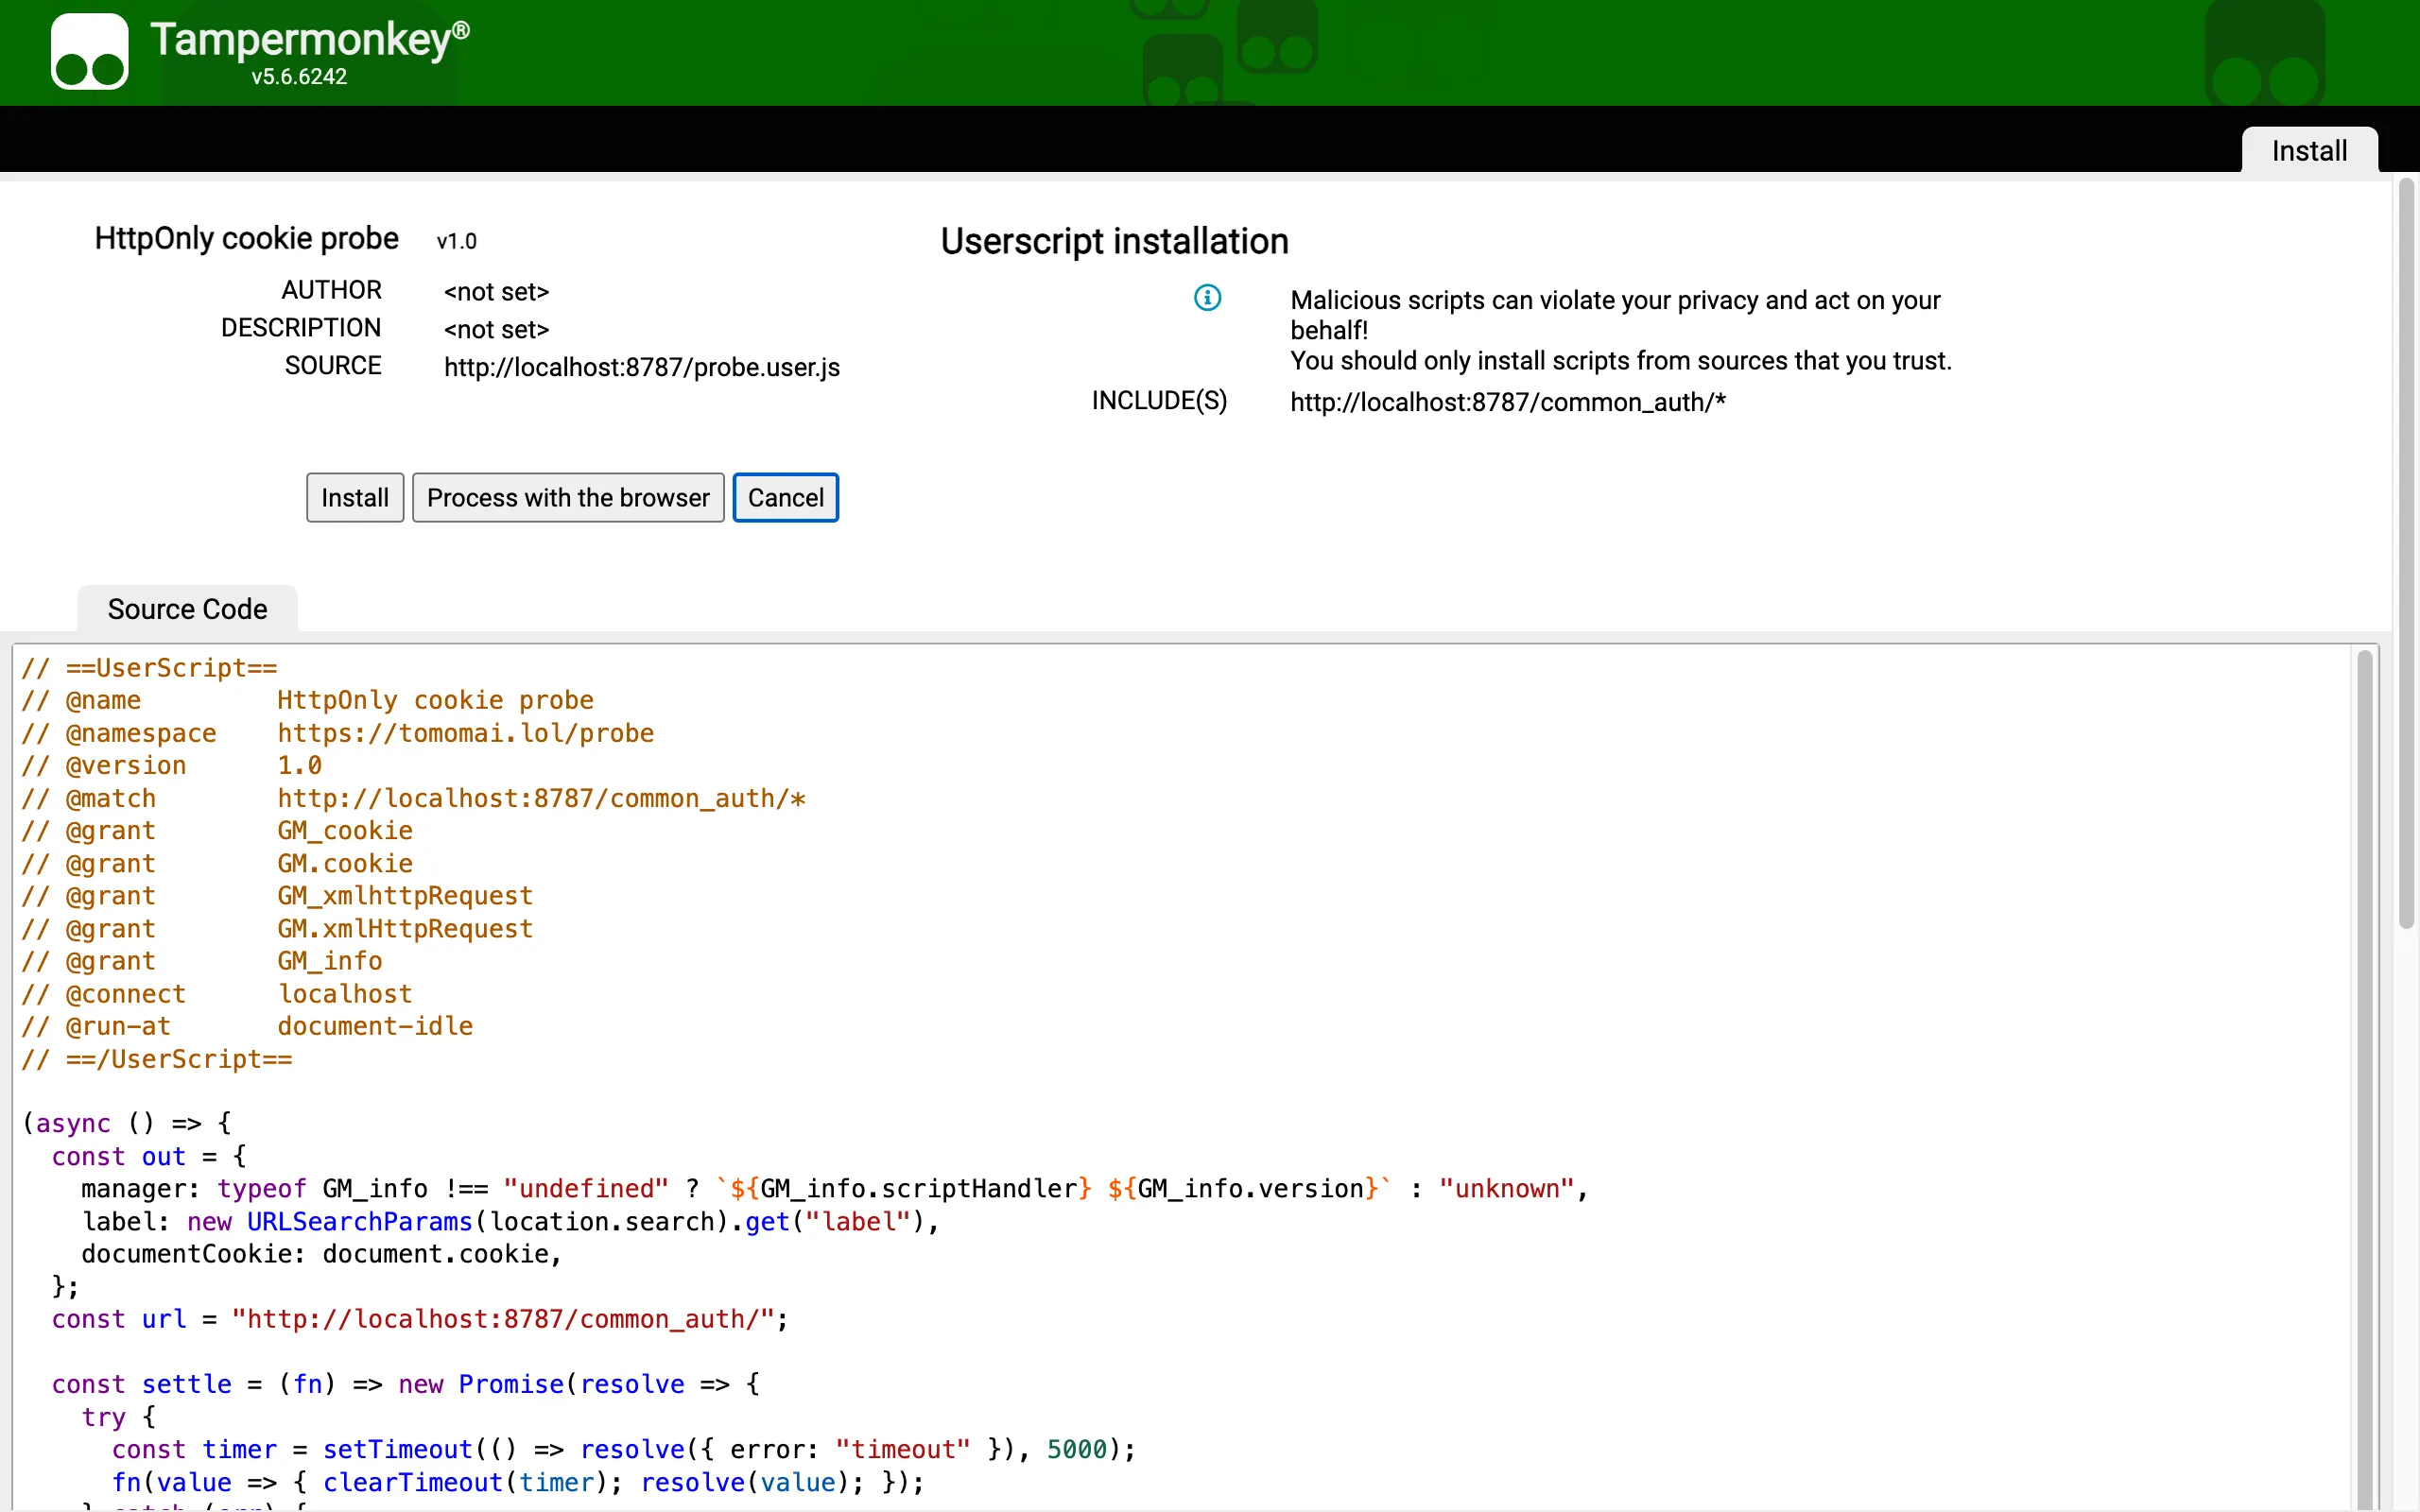 Tampermonkey®
v5.6.6242
Install
HttpOnly cookie probe v1.0
AUTHOR <not set>
DESCRIPTION <not set>
SOURCE http://localhost:8787/probe.user.js
Userscript installation
Malicious scripts can violate your privacy and act on your
behalf!
You should only install scripts from sources that you trust.
INCLUDE(S) http://localhost:8787/common_auth/*
Install Process with the browser Cancel
Source Code
// ==UserScript==
// @name         HttpOnly cookie probe
// @namespace    https://tomomai.lol/probe
// @version      1.0
// @match        http://localhost:8787/common_auth/*
// @grant        GM_cookie
// @grant        GM.cookie
// @grant        GM_xmlhttpRequest
// @grant        GM.xmlHttpRequest
// @grant        GM_info
// @connect      localhost
// @run-at       document-idle
// ==/UserScript==
(async () => {
  const out = {
    manager: typeof GM_info !== "undefined" ? `${GM_info.scriptHandler} ${GM_info.version}` : "unknown",
    label: new URLSearchParams(location.search).get("label"),
    documentCookie: document.cookie,
  };
  const url = "http://localhost:8787/common_auth/";
  const settle = (fn) => new Promise(resolve => {
    try {
      const timer = setTimeout(() => resolve({ error: "timeout" }), 5000);
      fn(value => { clearTimeout(timer); resolve(value); });